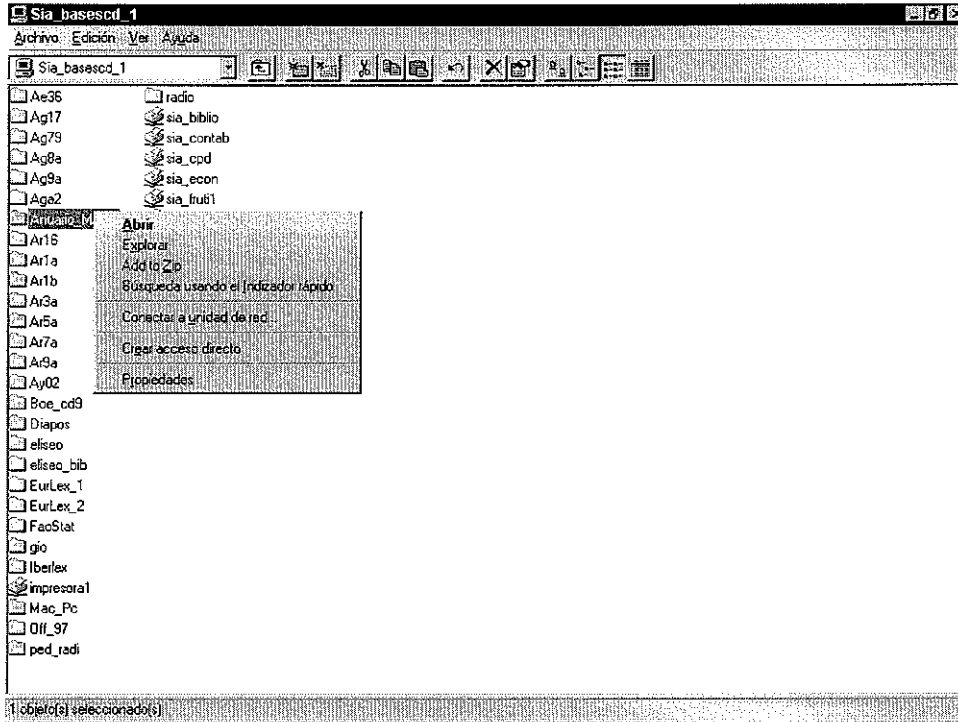 Sia_basescd_1
Archivo Edición Ver Ayuda
Sia_basescd_1
Ae36
Ag17
Ag79
Ag8a
Ag9a
Aga2
Anuario_M
Ar16
Ar1a
Ar1b
Ar3a
Ar5a
Ar7a
Ar9a
Ay02
Boe_cd9
Diapos
eliseo
eliseo_bib
EurLex_1
EurLex_2
FaoStat
gio
Iberlex
impresora1
Mac_Pc
Off_97
ped_radi
radio
sia_biblio
sia_contab
sia_cpd
sia_econ
sia_fruti1
Abrir
Explorar
Add to Zip
Búsqueda usando el Indizador rápido
Conectar a unidad de red...
Crear acceso directo
Propiedades
1 objeto(s) seleccionado(s)